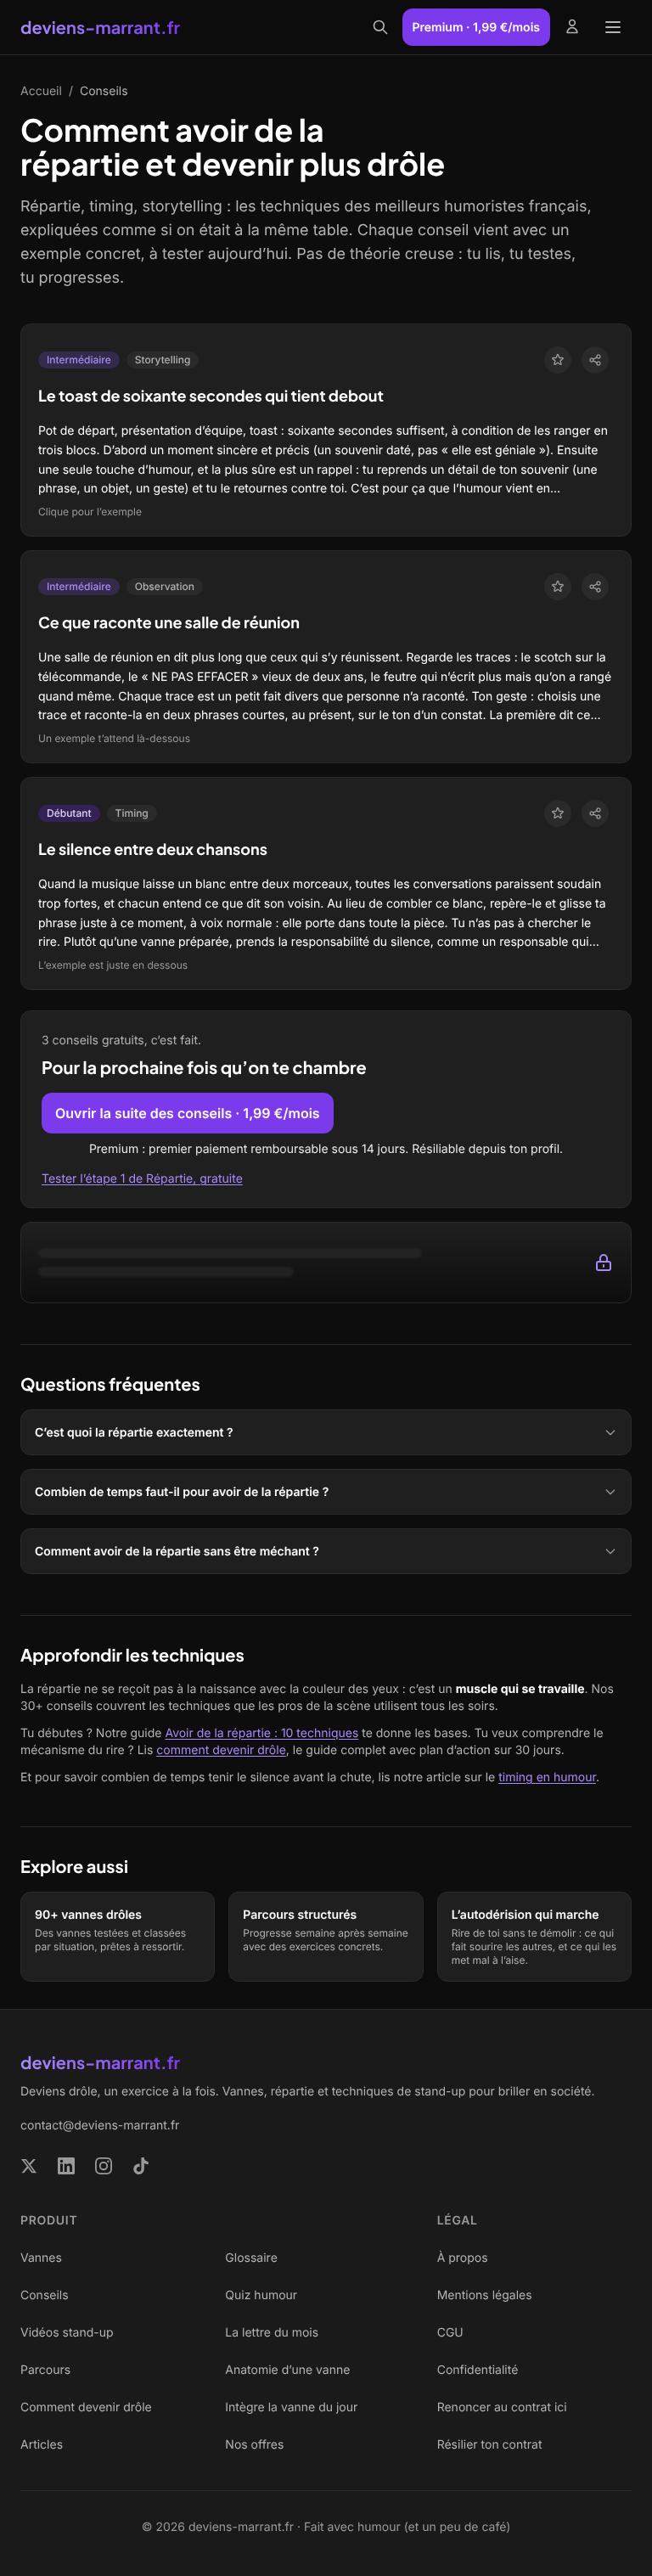 deviens-marrant.fr
Premium · 1,99 €/mois
Accueil / Conseils
Comment avoir de la
répartie et devenir plus drôle
Répartie, timing, storytelling : les techniques des meilleurs humoristes français,
expliquées comme si on était à la même table. Chaque conseil vient avec un
exemple concret, à tester aujourd’hui. Pas de théorie creuse : tu lis, tu testes,
tu progresses.
Intermédiaire Storytelling
Le toast de soixante secondes qui tient debout
Pot de départ, présentation d’équipe, toast : soixante secondes suffisent, à condition de les ranger en
trois blocs. D’abord un moment sincère et précis (un souvenir daté, pas « elle est géniale »). Ensuite
une seule touche d’humour, et la plus sûre est un rappel : tu reprends un détail de ton souvenir (une
phrase, un objet, un geste) et tu le retournes contre toi. C’est pour ça que l’humour vient en...
Clique pour l’exemple
Intermédiaire Observation
Ce que raconte une salle de réunion
Une salle de réunion en dit plus long que ceux qui s’y réunissent. Regarde les traces : le scotch sur la
télécommande, le « NE PAS EFFACER » vieux de deux ans, le feutre qui n’écrit plus mais qu’on a rangé
quand même. Chaque trace est un petit fait divers que personne n’a raconté. Ton geste : choisis une
trace et raconte-la en deux phrases courtes, au présent, sur le ton d’un constat. La première dit ce...
Un exemple t’attend là-dessous
Débutant Timing
Le silence entre deux chansons
Quand la musique laisse un blanc entre deux morceaux, toutes les conversations paraissent soudain
trop fortes, et chacun entend ce que dit son voisin. Au lieu de combler ce blanc, repère-le et glisse ta
phrase juste à ce moment, à voix normale : elle porte dans toute la pièce. Tu n’as pas à chercher le
rire. Plutôt qu’une vanne préparée, prends la responsabilité du silence, comme un responsable qui...
L’exemple est juste en dessous
3 conseils gratuits, c’est fait.
Pour la prochaine fois qu’on te chambre
Ouvrir la suite des conseils · 1,99 €/mois
Premium : premier paiement remboursable sous 14 jours. Résiliable depuis ton profil.
Tester l’étape 1 de Répartie, gratuite
Questions fréquentes
C’est quoi la répartie exactement ?
Combien de temps faut-il pour avoir de la répartie ?
Comment avoir de la répartie sans être méchant ?
Approfondir les techniques
La répartie ne se reçoit pas à la naissance avec la couleur des yeux : c’est un muscle qui se travaille. Nos
30+ conseils couvrent les techniques que les pros de la scène utilisent tous les soirs.
Tu débutes ? Notre guide Avoir de la répartie : 10 techniques te donne les bases. Tu veux comprendre le
mécanisme du rire ? Lis comment devenir drôle, le guide complet avec plan d’action sur 30 jours.
Et pour savoir combien de temps tenir le silence avant la chute, lis notre article sur le timing en humour.
Explore aussi
90+ vannes drôles
Des vannes testées et classées
par situation, prêtes à ressortir.
Parcours structurés
Progresse semaine après semaine
avec des exercices concrets.
L’autodérision qui marche
Rire de toi sans te démolir : ce qui
fait sourire les autres, et ce qui les
met mal à l’aise.
deviens-marrant.fr
Deviens drôle, un exercice à la fois. Vannes, répartie et techniques de stand-up pour briller en société.
contact@deviens-marrant.fr
PRODUIT
Vannes
Conseils
Vidéos stand-up
Parcours
Comment devenir drôle
Articles
Glossaire
Quiz humour
La lettre du mois
Anatomie d’une vanne
Intègre la vanne du jour
Nos offres
LÉGAL
À propos
Mentions légales
CGU
Confidentialité
Renoncer au contrat ici
Résilier ton contrat
© 2026 deviens-marrant.fr · Fait avec humour (et un peu de café)